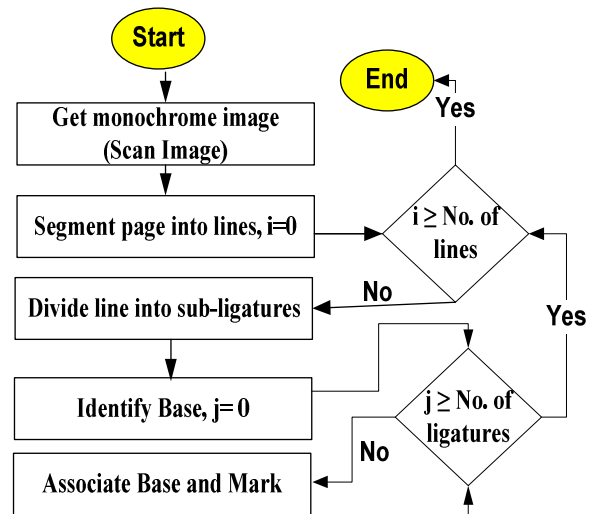 Start
End
Yes
Get monochrome image
(Scan Image)
Segment page into lines, i=0
i ≥ No. of
lines
No
Divide line into sub-ligatures
Yes
Identify Base, j= 0
j ≥ No. of
ligatures
No
Associate Base and Mark